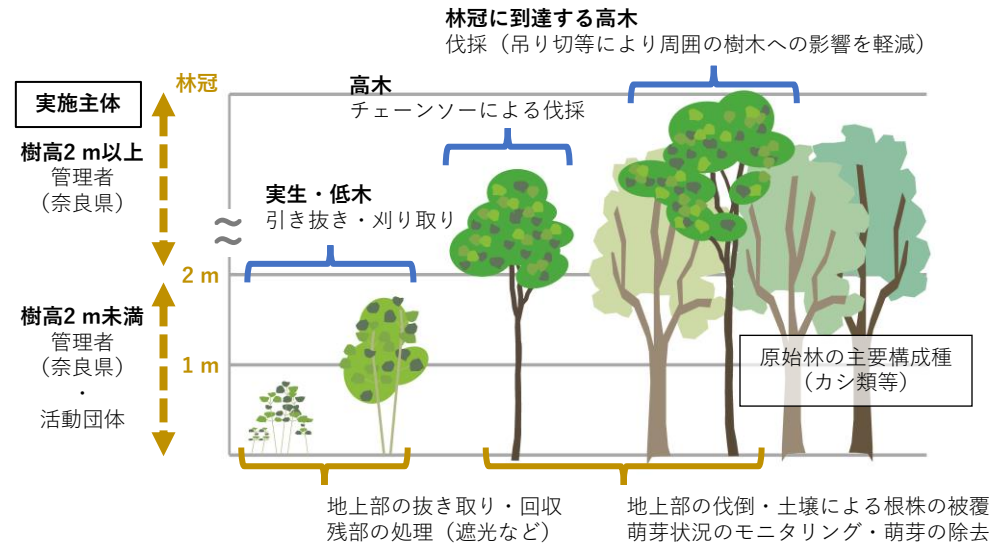 林冠に到達する高木
伐採（吊り切等により周囲の樹木への影響を軽減）
林冠
高木
チェーンソーによる伐採
実施主体
樹高2 m以上
管理者
（奈良県）
実生・低木
引き抜き・刈り取り
≈
2 m
樹高2 m未満
管理者
（奈良県）
・
活動団体
1 m
原始林の主要構成種
（カシ類等）
地上部の抜き取り・回収
残部の処理（遮光など）
地上部の伐倒・土壌による根株の被覆
萌芽状況のモニタリング・萌芽の除去